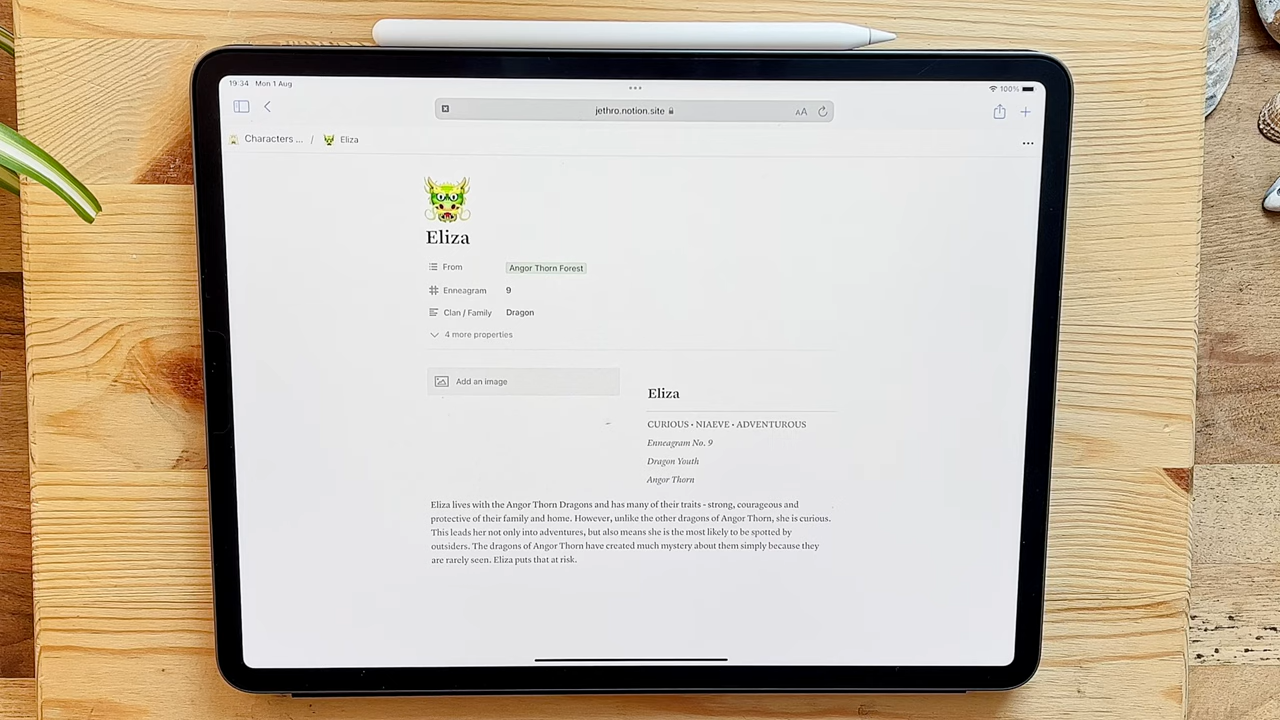 19:34 Mon 1 Aug
100%
jethro.notion.site
AA
Characters ... / Eliza
Eliza
From Angor Thorn Forest
Enneagram 9
Clan / Family Dragon
4 more properties
Add an image
Eliza
CURIOUS • NIAEVE • ADVENTUROUS
Enneagram No. 9
Dragon Youth
Angor Thorn
Eliza lives with the Angor Thorn Dragons and has many of their traits - strong, courageous and
protective of their family and home. However, unlike the other dragons of Angor Thorn, she is curious.
This leads her not only into adventures, but also means she is the most likely to be spotted by
outsiders. The dragons of Angor Thorn have created much mystery about them simply because they
are rarely seen. Eliza puts that at risk.